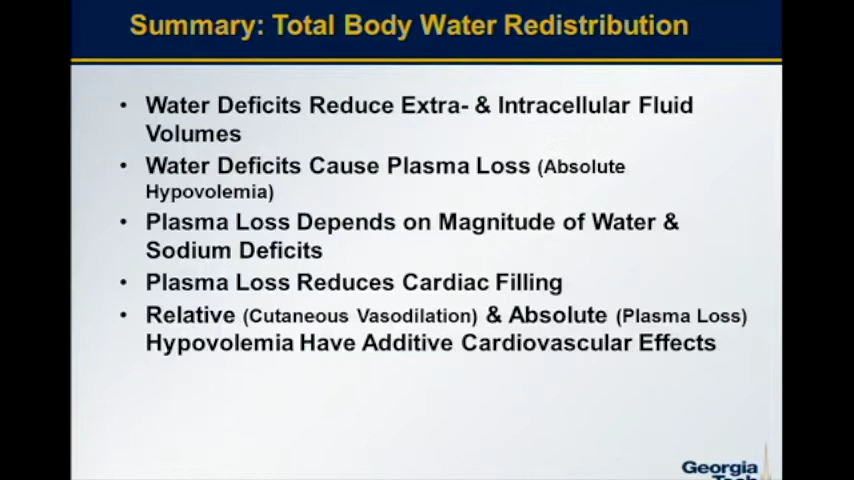 Summary: Total Body Water Redistribution
• Water Deficits Reduce Extra- & Intracellular Fluid
Volumes
• Water Deficits Cause Plasma Loss (Absolute
Hypovolemia)
• Plasma Loss Depends on Magnitude of Water &
Sodium Deficits
• Plasma Loss Reduces Cardiac Filling
• Relative (Cutaneous Vasodilation) & Absolute (Plasma Loss)
Hypovolemia Have Additive Cardiovascular Effects
Georgia
Tech